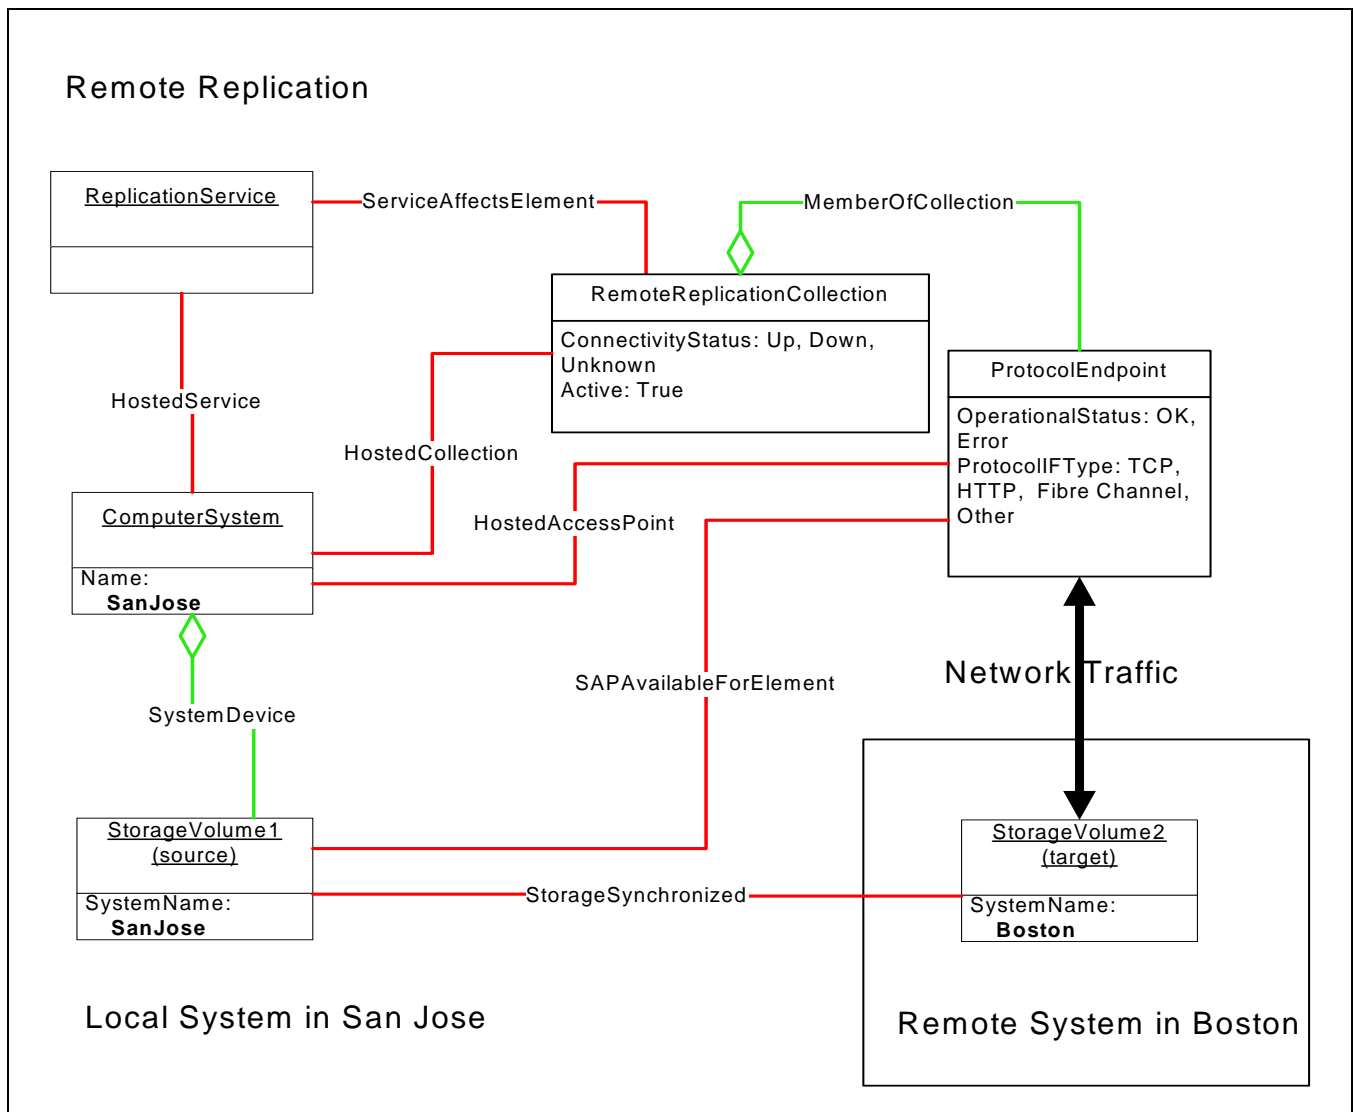 Remote Replication
ReplicationService
ServiceAffectsElement
MemberOfCollection
RemoteReplicationCollection
ConnectivityStatus: Up, Down,
Unknown
Active: True
ProtocolEndpoint
OperationalStatus: OK,
Error
ProtocolIFType: TCP,
HTTP, Fibre Channel,
Other
HostedService
HostedCollection
HostedAccessPoint
ComputerSystem
Name:
SanJose
SystemDevice
SAPAvailableForElement
Network Traffic
StorageVolume1
(source)
SystemName:
SanJose
StorageSynchronized
StorageVolume2
(target)
SystemName:
Boston
Local System in San Jose
Remote System in Boston